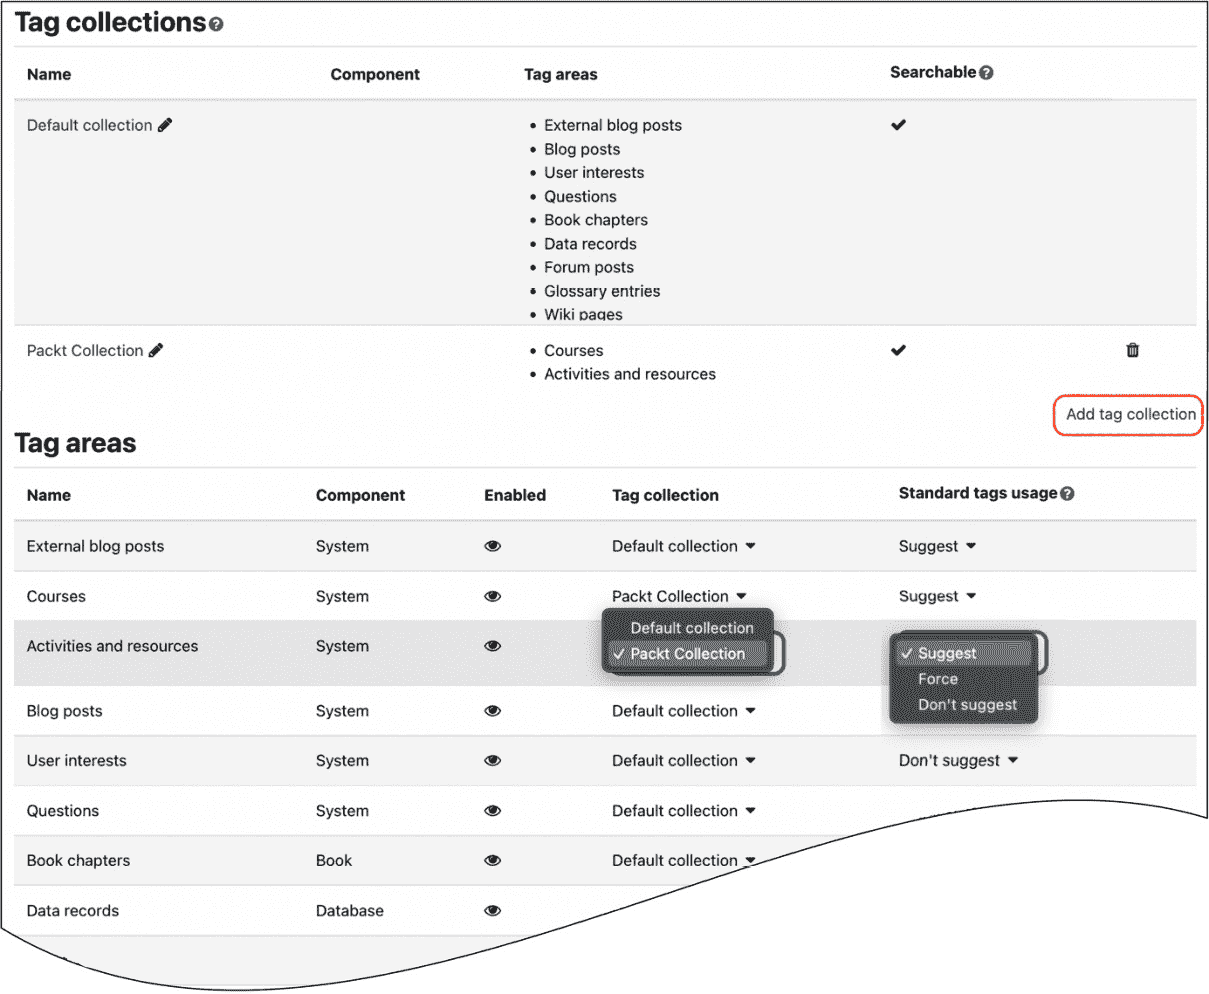 Tag collections
Name Component Tag areas Searchable
Default collection External blog posts
Blog posts
User interests
Questions
Book chapters
Data records
Forum posts
Glossary entries
Wiki pages
Packt Collection Courses
Activities and resources
Add tag collection
Tag areas
Name Component Enabled Tag collection Standard tags usage
External blog posts System Default collection Suggest
Courses System Packt Collection Suggest
Default collection
Activities and resources System Packt Collection Suggest
Force
Don't suggest
Blog posts System Default collection
User interests System Default collection Don't suggest
Questions System Default collection
Book chapters Book Default collection
Data records Database